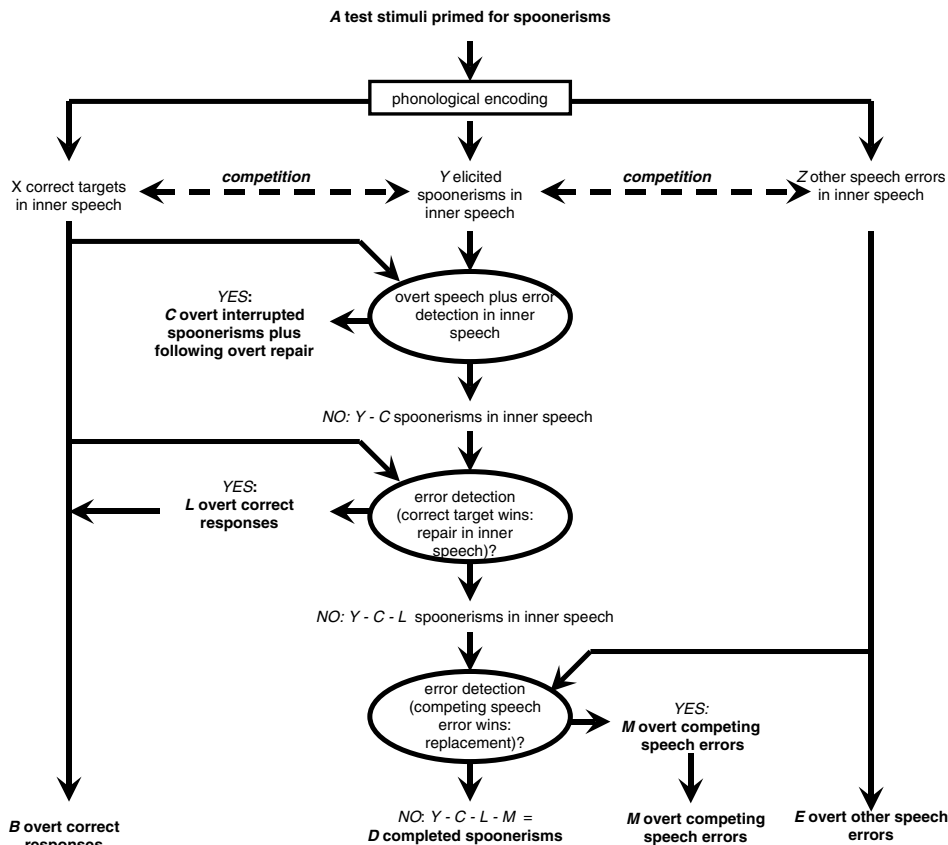 A test stimuli primed for spoonerisms
phonological encoding
X correct targets
in inner speech
competition
Y elicited
spoonerisms in
inner speech
competition
Z other speech errors
in inner speech
overt speech plus error
detection in inner
speech
YES:
C overt interrupted
spoonerisms plus
following overt repair
NO: Y - C spoonerisms in inner speech
error detection
(correct target wins:
repair in inner
speech)?
YES:
L overt correct
responses
NO: Y - C - L spoonerisms in inner speech
error detection
(competing speech
error wins:
replacement)?
YES:
M overt competing
speech errors
B overt correct
responses
NO: Y - C - L - M =
D completed spoonerisms
M overt competing
speech errors
E overt other speech
errors